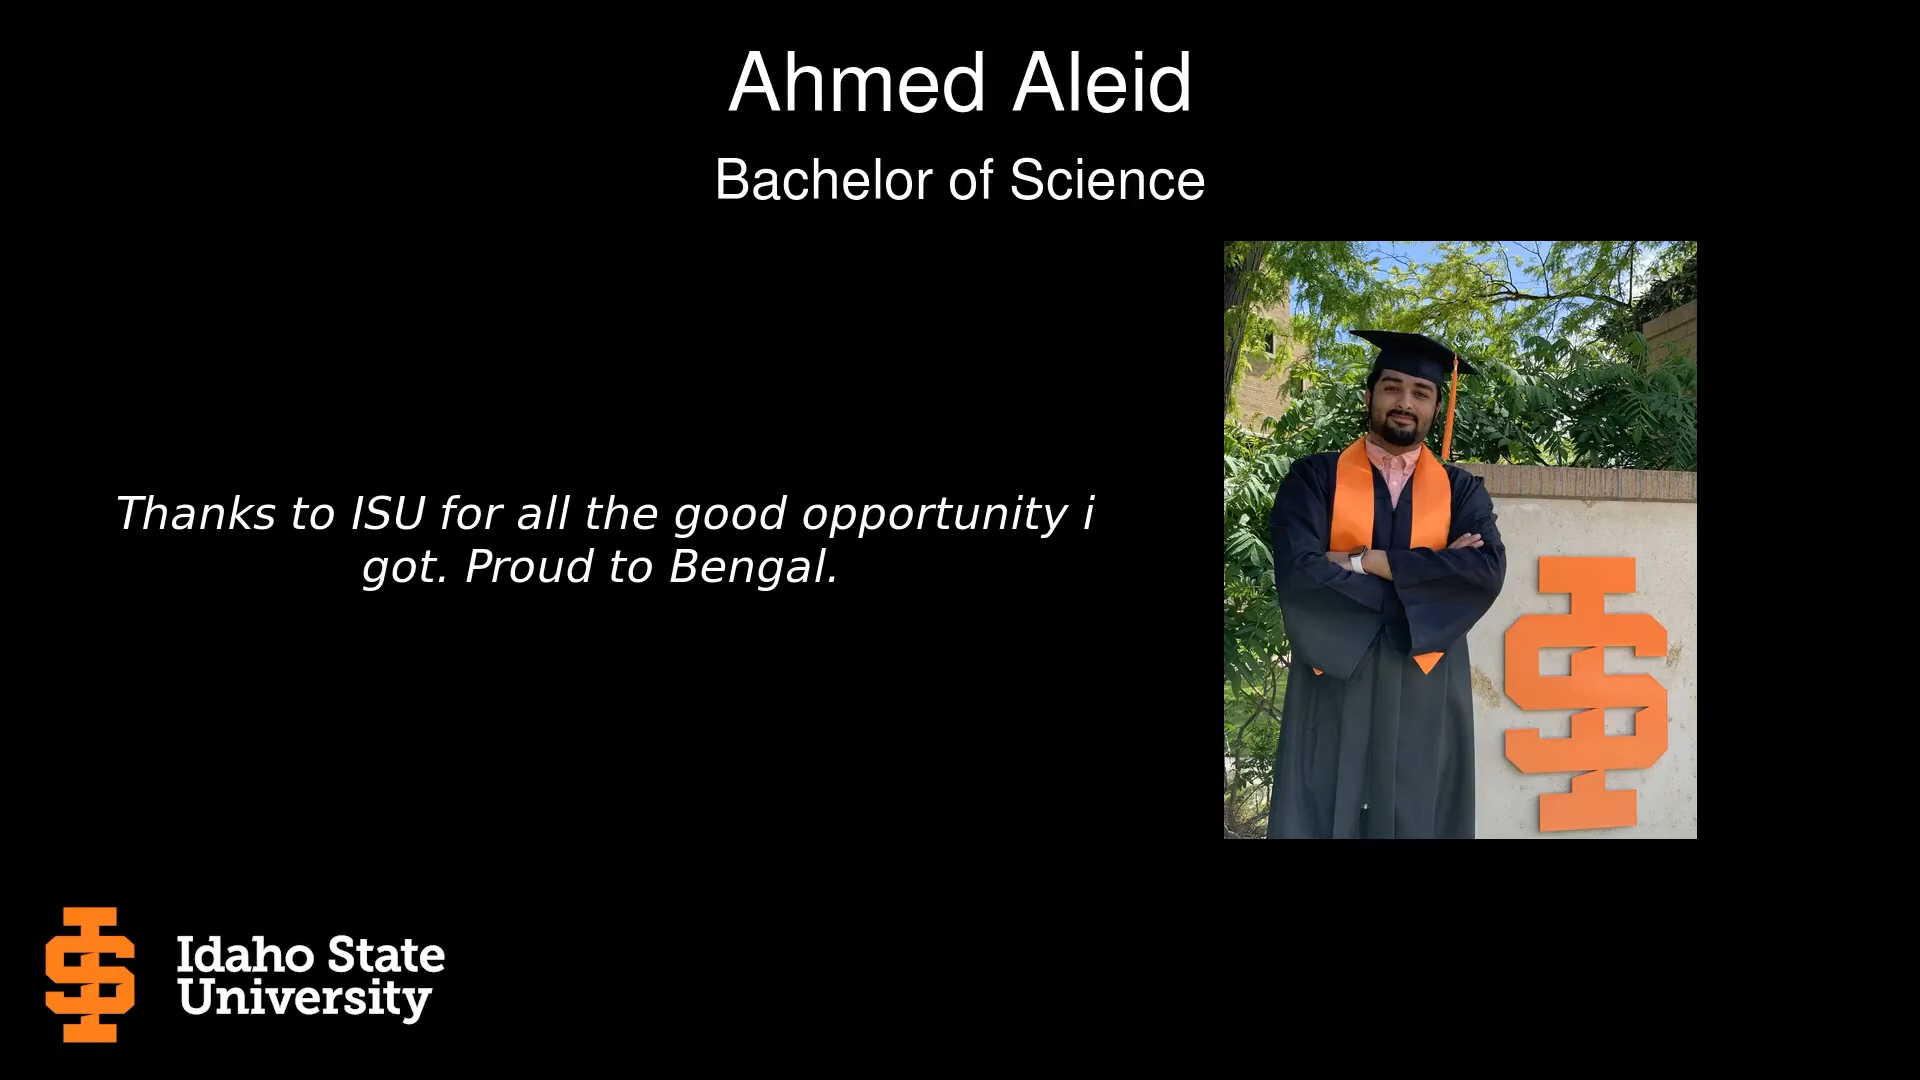 Ahmed Aleid
Bachelor of Science
Thanks to ISU for all the good opportunity i
got. Proud to Bengal.
Idaho State
University